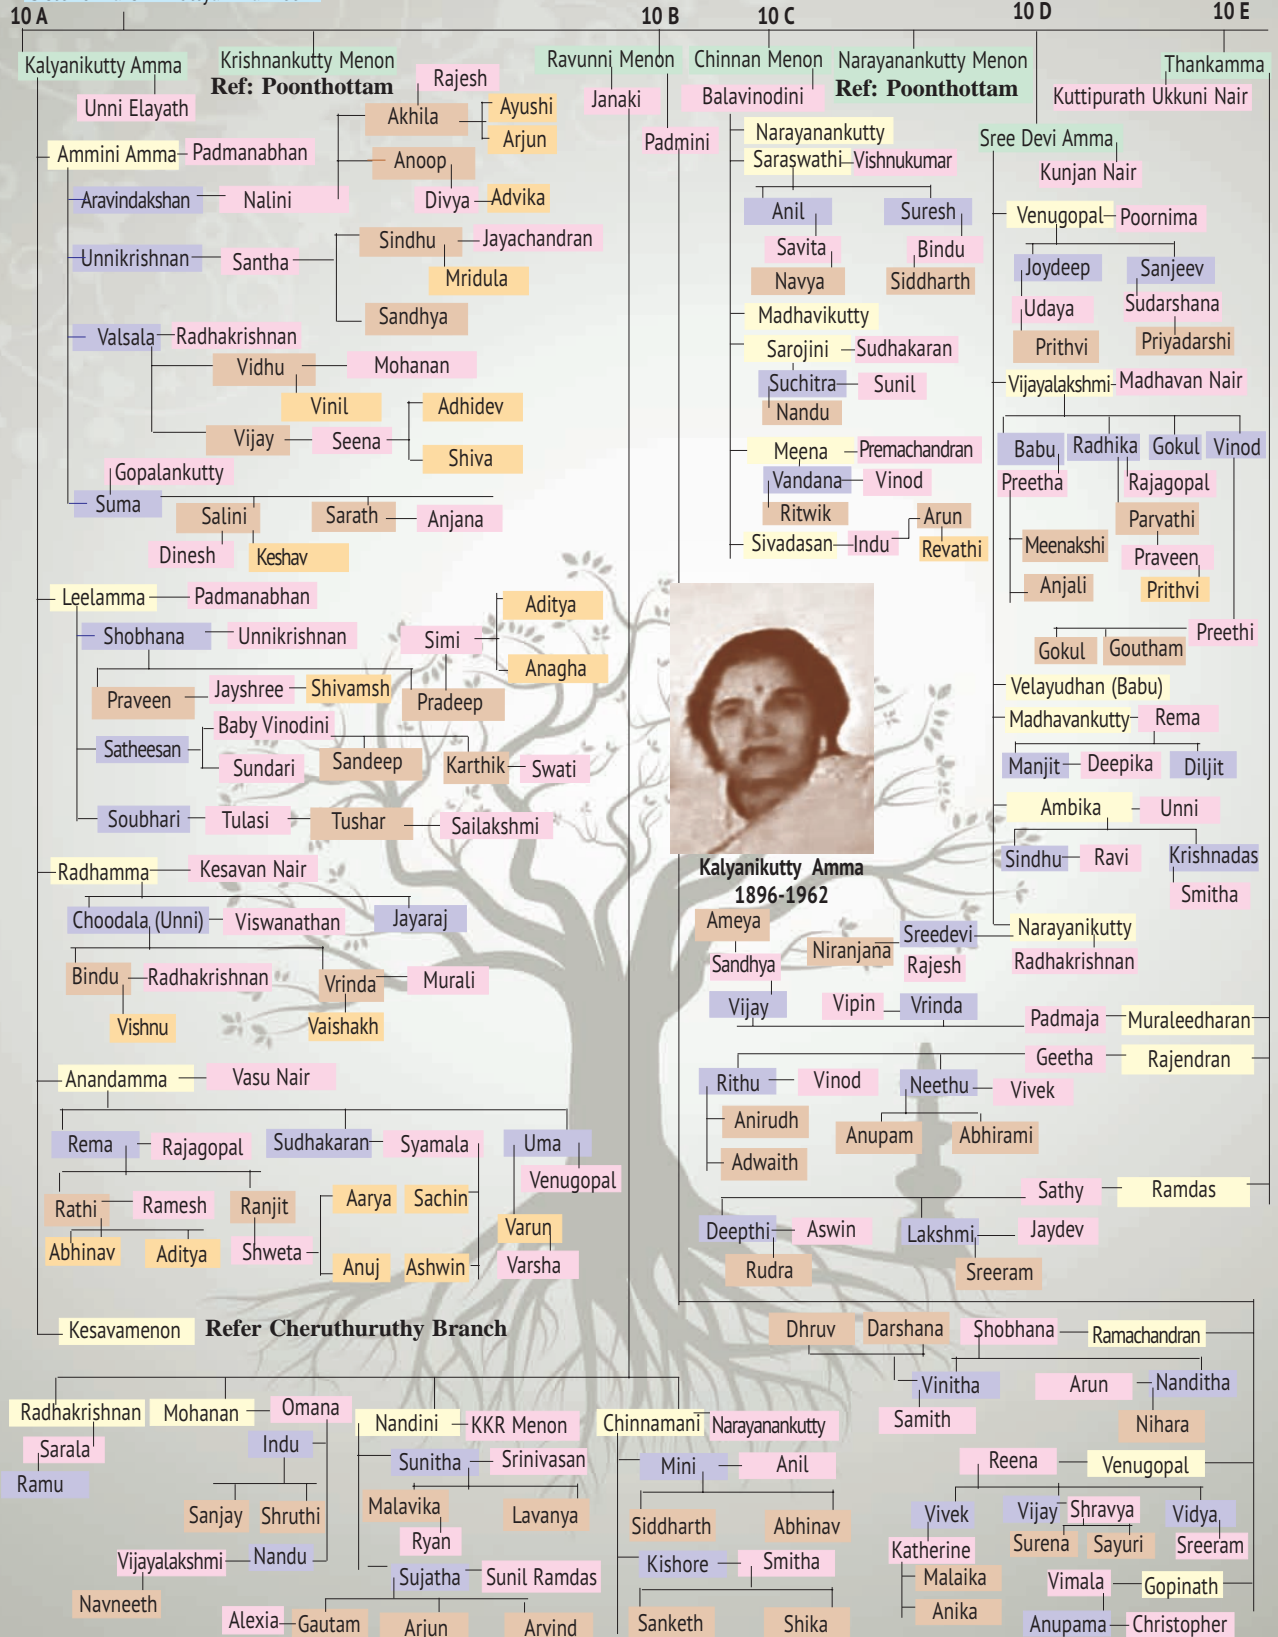 10 A
10 B
10 C
10 D
10 E
Kalyanikutty Amma
Unni Elayath
Krishnankutty Menon
Ref: Poonthottam
Ravunni Menon
Janaki
Padmini
Chinnan Menon
Balavinodini
Narayanankutty Menon
Ref: Poonthottam
Thankamma
Kuttipurath Ukkuni Nair
Sree Devi Amma
Kunjan Nair
Ammini Amma
Padmanabhan
Aravindakshan
Nalini
Rajesh
Akhila
Ayushi
Arjun
Anoop
Divya
Advika
Unnikrishnan
Santha
Sindhu
Jayachandran
Mridula
Sandhya
Valsala
Radhakrishnan
Vidhu
Mohanan
Vinil
Vijay
Seena
Adhidev
Shiva
Gopalankutty
Suma
Salini
Sarath
Anjana
Dinesh
Keshav
Leelamma
Padmanabhan
Shobhana
Unnikrishnan
Simi
Aditya
Anagha
Praveen
Jayshree
Shivamsh
Pradeep
Satheesan
Baby Vinodini
Sundari
Sandeep
Karthik
Swati
Soubhari
Tulasi
Tushar
Sailakshmi
Radhamma
Kesavan Nair
Choodala (Unni)
Viswanathan
Jayaraj
Bindu
Radhakrishnan
Vrinda
Murali
Vishnu
Vaishakh
Anandamma
Vasu Nair
Rema
Rajagopal
Sudhakaran
Syamala
Uma
Venugopal
Rathi
Ramesh
Ranjit
Aarya
Sachin
Varun
Abhinav
Aditya
Shweta
Anuj
Ashwin
Varsha
Kesavamenon
Refer Cheruthuruthy Branch
Narayanankutty
Saraswathi
Vishnukumar
Anil
Suresh
Savita
Bindu
Navya
Siddharth
Madhavikutty
Sarojini
Sudhakaran
Suchitra
Sunil
Nandu
Meena
Premachandran
Vandana
Vinod
Ritwik
Arun
Sivadasan
Indu
Revathi
Venugopal
Poornima
Joydeep
Sanjeev
Udaya
Sudarshana
Prithvi
Priyadarshi
Vijayalakshmi
Madhavan Nair
Babu
Radhika
Gokul
Vinod
Preetha
Rajagopal
Parvathi
Meenakshi
Praveen
Anjali
Prithvi
Preethi
Gokul
Goutham
Velayudhan (Babu)
Madhavankutty
Rema
Manjit
Deepika
Diljit
Ambika
Unni
Sindhu
Ravi
Krishnadas
Smitha
Kalyanikutty Amma
1896-1962
Ameya
Sandhya
Niranjana
Sreedevi
Rajesh
Narayanikutty
Radhakrishnan
Vijay
Vipin
Vrinda
Padmaja
Muraleedharan
Geetha
Rajendran
Rithu
Vinod
Neethu
Vivek
Anirudh
Anupam
Abhirami
Adwaith
Sathy
Ramdas
Deepthi
Aswin
Lakshmi
Jaydev
Rudra
Sreeram
Dhruv
Darshana
Shobhana
Ramachandran
Vinitha
Arun
Nanditha
Samith
Nihara
Reena
Venugopal
Vivek
Vijay
Shravya
Vidya
Katherine
Surena
Sayuri
Sreeram
Malaika
Anika
Vimala
Gopinath
Anupama
Christopher
Radhakrishnan
Mohanan
Omana
Nandini
KKR Menon
Chinnamani
Narayanankutty
Sarala
Ramu
Indu
Sanjay
Shruthi
Vijayalakshmi
Nandu
Navneeth
Sunitha
Srinivasan
Malavika
Lavanya
Ryan
Sujatha
Sunil Ramdas
Alexia
Gautam
Arjun
Arvind
Mini
Anil
Siddharth
Abhinav
Kishore
Smitha
Sanketh
Shika